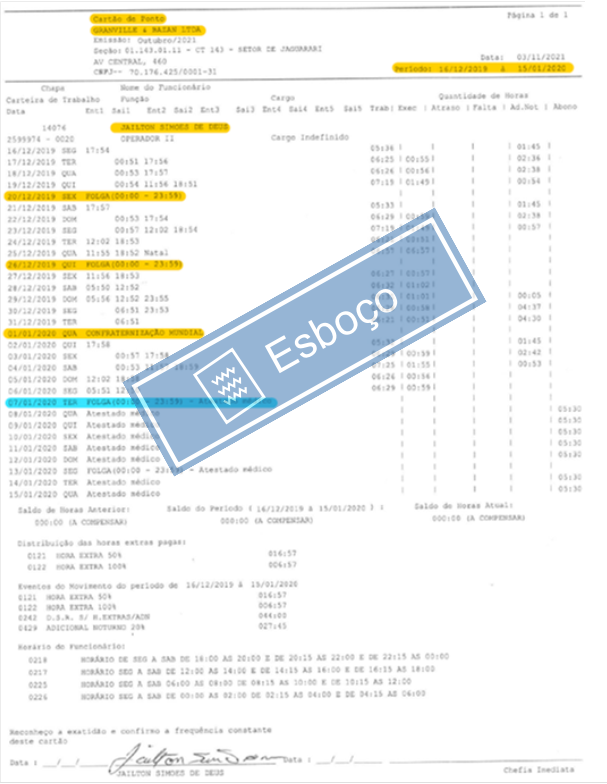 Cartão de Ponto
Página 1 de 1
GRANVILLE & BAZAN LTDA
Emissão: Outubro/2021
Seção: 01.143.01.11 - CT 143 - SETOR DE JAGUARARI
AV CENTRAL, 460
Data: 03/11/2021
CNPJ-- 70.176.425/0001-31
Período: 16/12/2019 à 15/01/2020
Chapa Nome do Funcionário
Quantidade de Horas
Carteira de Trabalho Função Cargo
Data Ent1 Sai1 Ent2 Sai2 Ent3 Sai3 Ent4 Sai4 Ent5 Sai5 Trab| Exec | Atraso | Falta | Ad.Not | Abono
14076 JAILTON SIMOES DE DEUS
2599974 - 0020 OPERADOR II Cargo Indefinido
16/12/2019 SEG 17:54 05:36 | 01:45
17/12/2019 TER 00:51 17:56 06:25 | 00:55 | 02:36
18/12/2019 QUA 00:53 17:57 06:26 | 00:56 | 02:38
19/12/2019 QUI 00:54 11:56 18:51 07:15 | 01:45 | 00:54
20/12/2019 SEX FOLGA(00:00 - 23:59)
21/12/2019 SAB 17:57 05:33 | 01:45
22/12/2019 DOM 00:53 17:54 06:29 | 02:38
23/12/2019 SEG 00:57 12:02 18:54 07:19 | 00:57
24/12/2019 TER 12:02 18:53
25/12/2019 QUA 11:55 18:52 Natal
26/12/2019 QUI FOLGA(00:00 - 23:59)
27/12/2019 SEX 11:56 18:53 06:27 | 00:57
28/12/2019 SAB 05:50 12:52 06:32 | 01:02
29/12/2019 DOM 05:56 12:52 23:55 01:01 | 00:05
30/12/2019 SEG 06:51 23:53 04:37
31/12/2019 TER 06:51 04:30
01/01/2020 QUA CONFRATERNIZAÇÃO MUNDIAL
02/01/2020 QUI 17:58 01:45
03/01/2020 SEX 00:57 17:58 00:59 | 02:42
04/01/2020 SAB 00:53 07:25 | 01:55 | 00:53
05/01/2020 DOM 12:02 06:26 | 00:56
06/01/2020 SEG 05:51 06:29 | 00:59
07/01/2020 TER FOLGA(00:00 - 23:59) - Atestado médico
08/01/2020 QUA Atestado médico 05:30
09/01/2020 QUI Atestado médico 05:30
10/01/2020 SEX Atestado médico 05:30
11/01/2020 SAB Atestado médico 05:30
12/01/2020 DOM Atestado médico 05:30
13/01/2020 SEG FOLGA(00:00 - 23:59) - Atestado médico
14/01/2020 TER Atestado médico 05:30
15/01/2020 QUA Atestado médico 05:30
Esboço
Saldo de Horas Anterior: Saldo do Período ( 16/12/2019 à 15/01/2020 ) : Saldo de Horas Atual:
000:00 (A COMPENSAR) 000:00 (A COMPENSAR) 000:00 (A COMPENSAR)
Distribuição das horas extras pagas:
0121 HORA EXTRA 50% 016:57
0122 HORA EXTRA 100% 006:57
Eventos do Movimento do período de 16/12/2019 à 15/01/2020
0121 HORA EXTRA 50% 016:57
0122 HORA EXTRA 100% 006:57
0242 D.S.R. S/ H.EXTRAS/ADN 044:00
0429 ADICIONAL NOTURNO 20% 027:45
Horário do Funcionário:
0218 HORÁRIO DE SEG A SAB DE 18:00 AS 20:00 E DE 20:15 AS 22:00 E DE 22:15 AS 00:00
0217 HORÁRIO SEG A SAB DE 12:00 AS 14:00 E DE 14:15 AS 16:00 E DE 16:15 AS 18:00
0225 HORÁRIO SEG A SAB 06:00 AS 08:00 DE 08:15 AS 10:00 E DE 10:15 AS 12:00
0226 HORÁRIO SEG A SAB DE 00:00 AS 02:00 DE 02:15 AS 04:00 E DE 04:15 AS 06:00
Reconheço a exatidão e confirmo a frequência constante
deste cartão
Data : __/__/__ Data : __/__/__
JAILTON SIMOES DE DEUS
Chefia Imediata